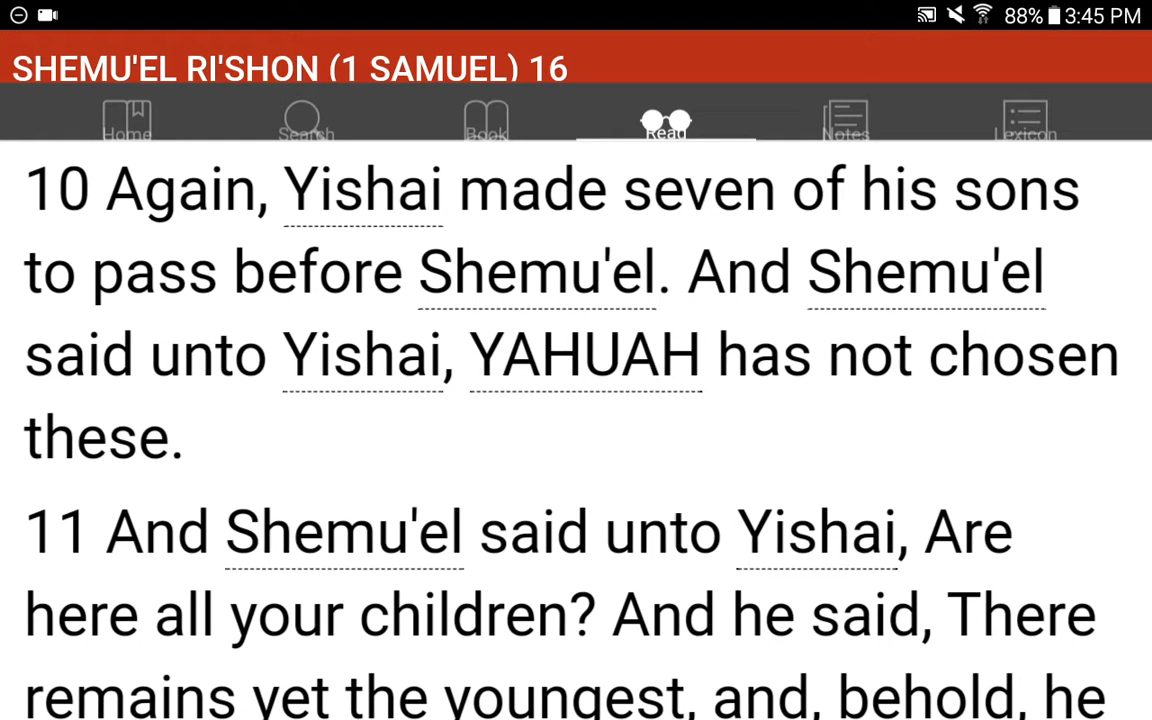 88% 3:45 PM
SHEMU'EL RI'SHON (1 SAMUEL) 16
Home Search Book Read Notes Lexicon
10 Again, Yishai made seven of his sons
to pass before Shemu'el. And Shemu'el
said unto Yishai, YAHUAH has not chosen
these.
11 And Shemu'el said unto Yishai, Are
here all your children? And he said, There
remains yet the youngest, and, behold, he